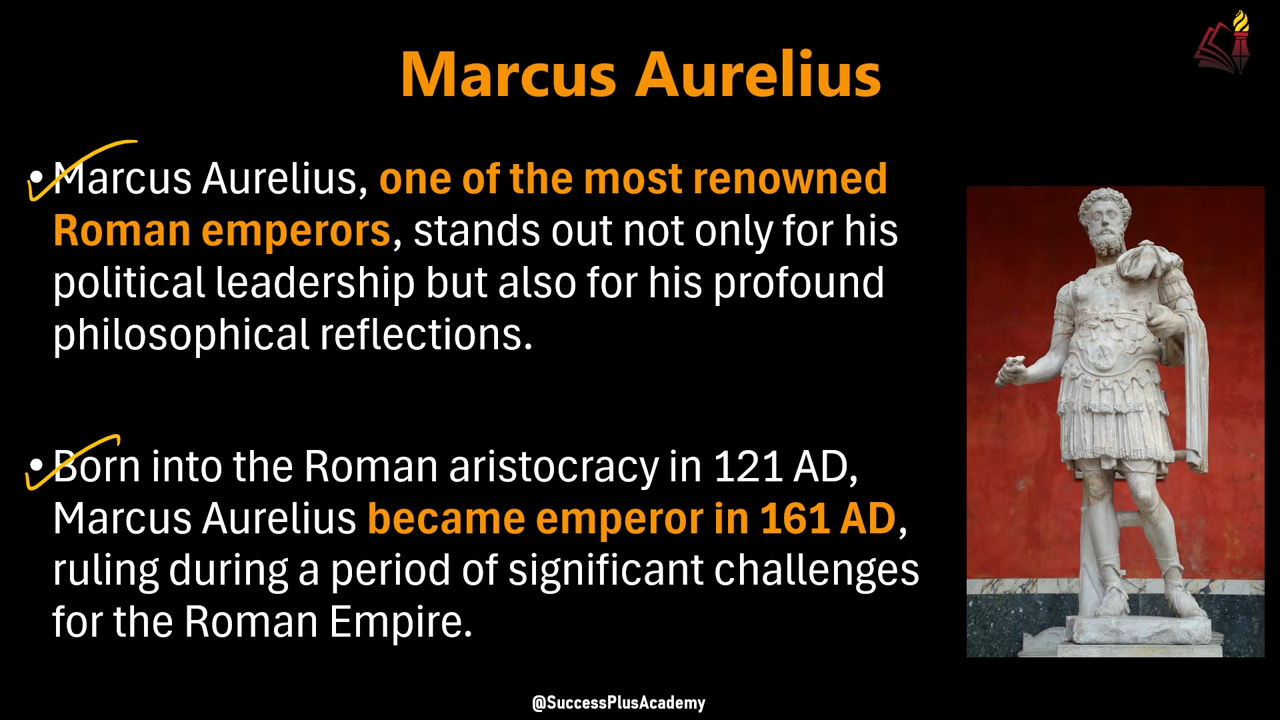 Marcus Aurelius
• Marcus Aurelius, one of the most renowned
Roman emperors, stands out not only for his
political leadership but also for his profound
philosophical reflections.
• Born into the Roman aristocracy in 121 AD,
Marcus Aurelius became emperor in 161 AD,
ruling during a period of significant challenges
for the Roman Empire.
@SuccessPlusAcademy